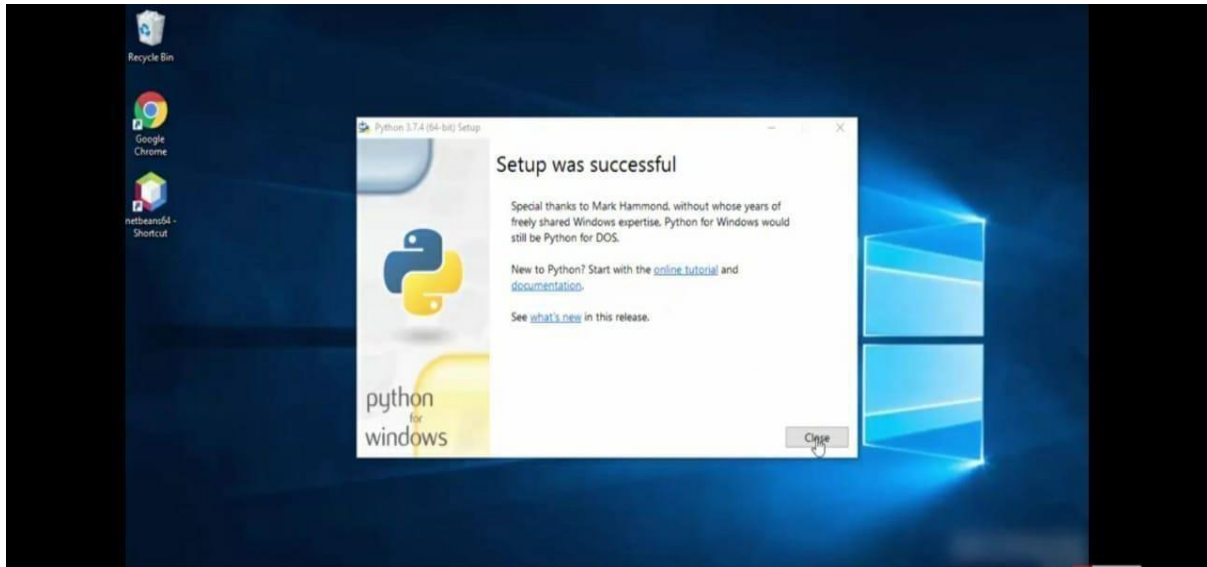 Recycle Bin
Google
Chrome
netbeans64 -
Shortcut
Python 3.7.4 (64-bit) Setup
Setup was successful
Special thanks to Mark Hammond, without whose years of
freely shared Windows expertise, Python for Windows would
still be Python for DOS.
New to Python? Start with the online tutorial and
documentation.
See what's new in this release.
python
for
windows
Close